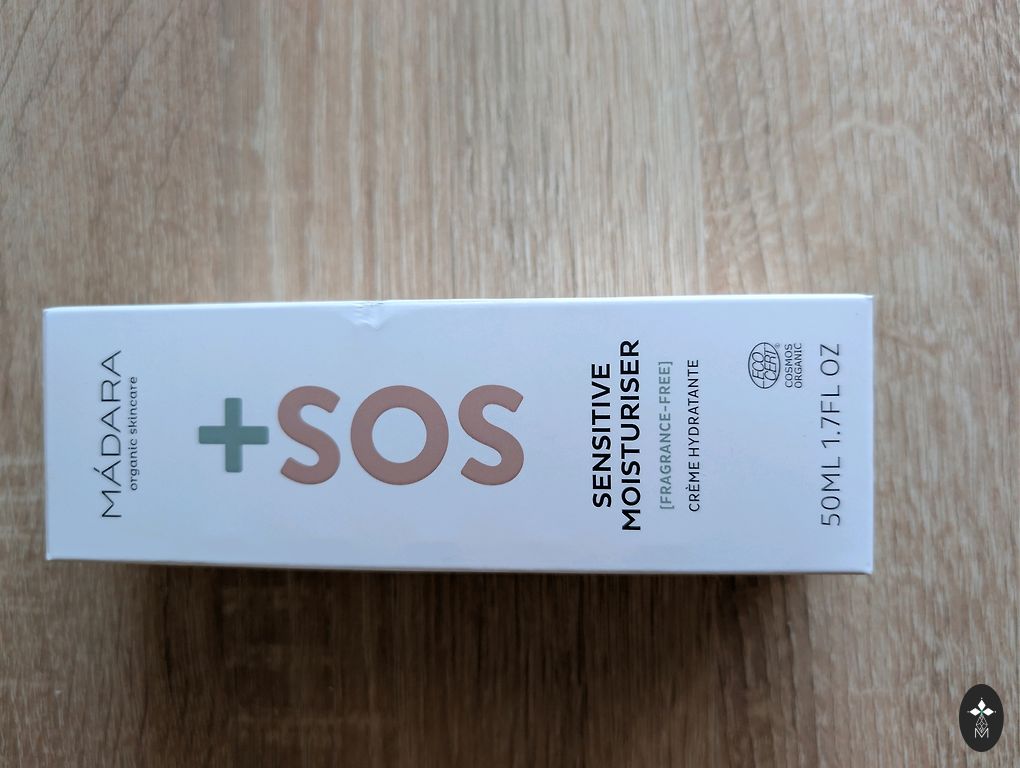 MÁDARA
organic skincare
+SOS
SENSITIVE
MOISTURISER
[FRAGRANCE-FREE]
CRÈME HYDRATANTE
ECO
CERT®
COSMOS
ORGANIC
50ML 1.7FL OZ
M